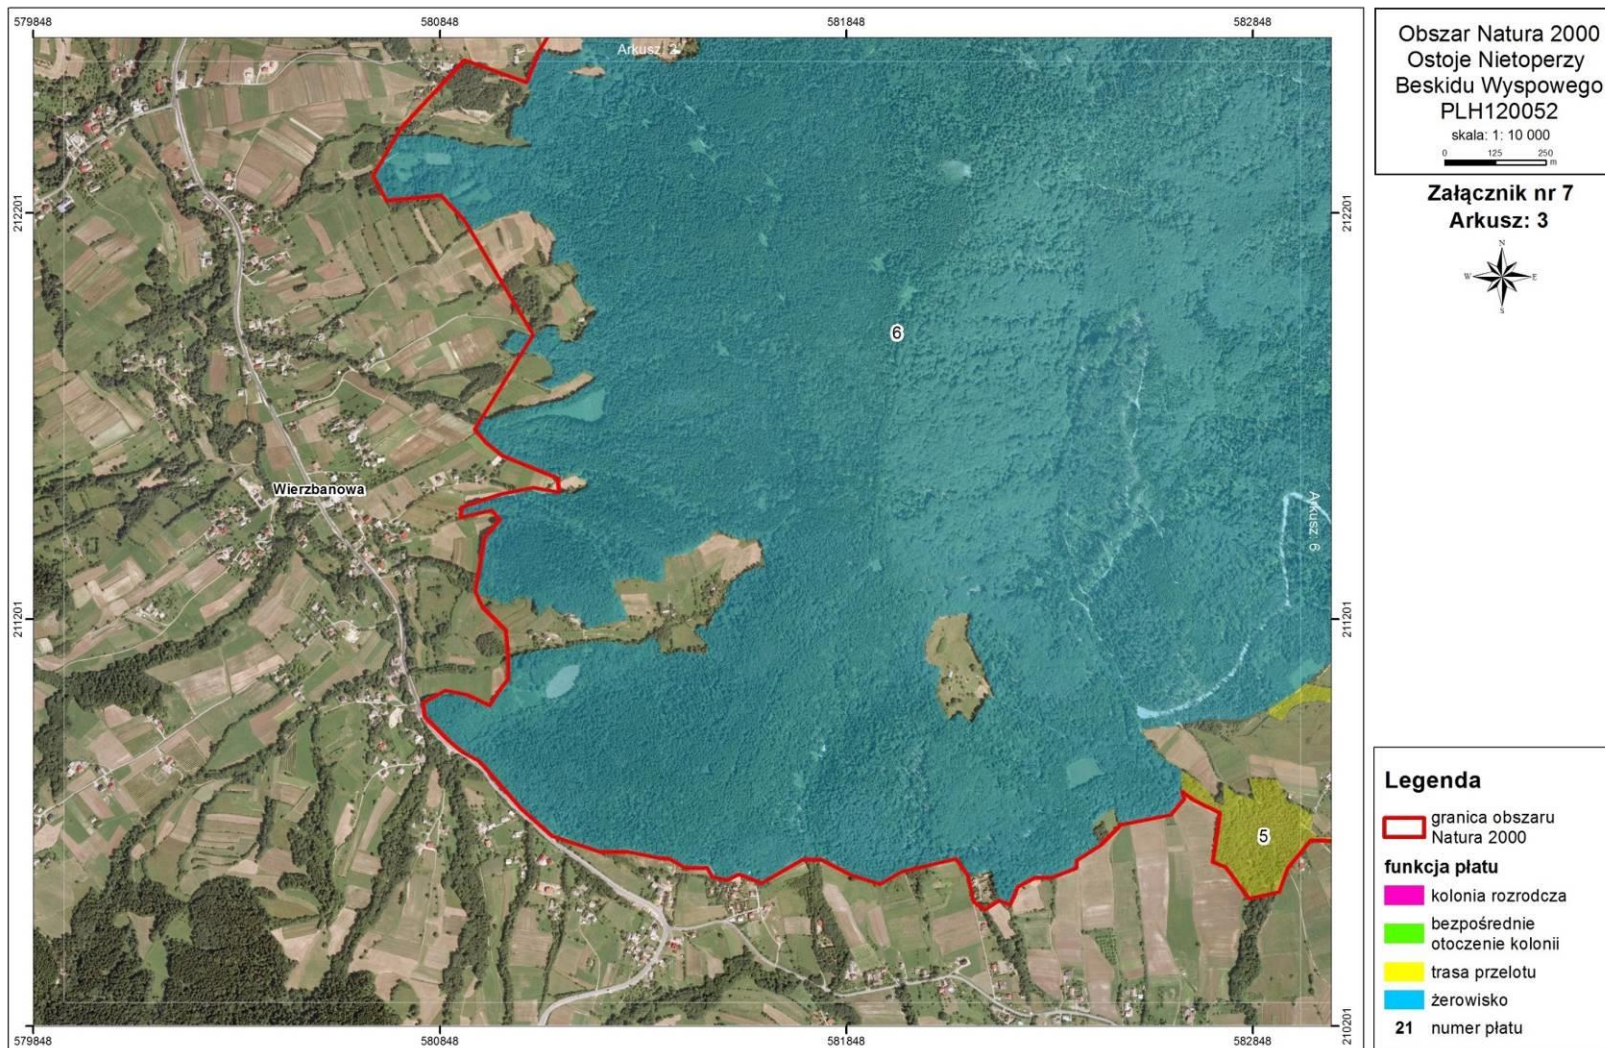 579848
580848
581848
582848
Arkusz: 2
212201
212201
6
Wierzbanowa
Arkusz: 6
211201
211201
5
210201
210201
579848
580848
581848
582848
Obszar Natura 2000
Ostoje Nietoperzy
Beskidu Wyspowego
PLH120052
skala: 1: 10 000
0 125 250
m
Załącznik nr 7
Arkusz: 3
N
W E
S
Legenda
granica obszaru
Natura 2000
funkcja płatu
kolonia rozrodcza
bezpośrednie
otoczenie kolonii
trasa przelotu
żerowisko
21 numer płatu